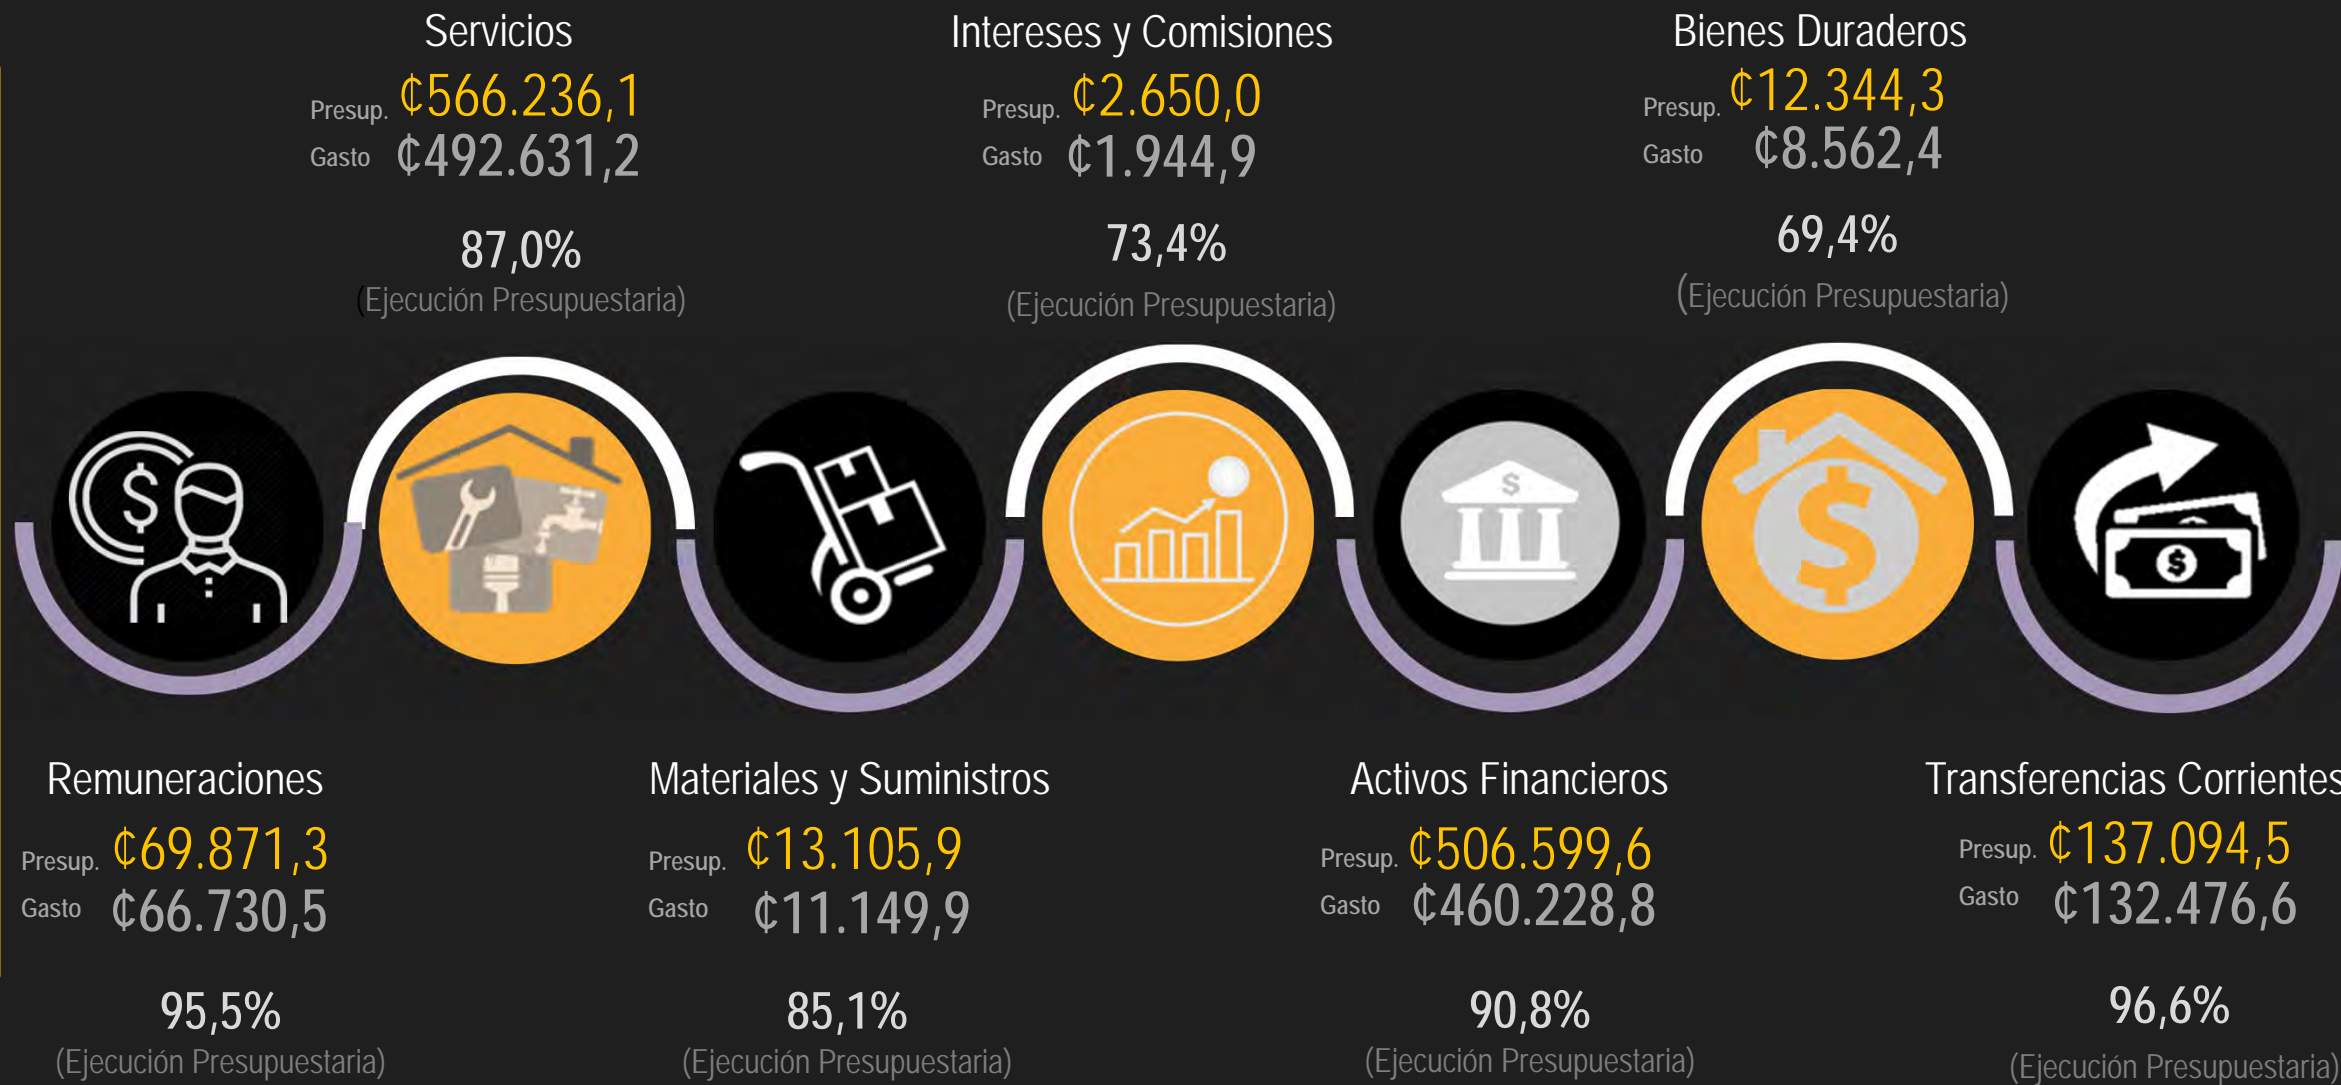 Servicios
Presup. ₵566.236,1
Gasto ₵492.631,2
87,0%
(Ejecución Presupuestaria)
Intereses y Comisiones
Presup. ₵2.650,0
Gasto ₵1.944,9
73,4%
(Ejecución Presupuestaria)
Bienes Duraderos
Presup. ₵12.344,3
Gasto ₵8.562,4
69,4%
(Ejecución Presupuestaria)
$
$
$
$
Remuneraciones
Presup. ₵69.871,3
Gasto ₵66.730,5
95,5%
(Ejecución Presupuestaria)
Materiales y Suministros
Presup. ₵13.105,9
Gasto ₵11.149,9
85,1%
(Ejecución Presupuestaria)
Activos Financieros
Presup. ₵506.599,6
Gasto ₵460.228,8
90,8%
(Ejecución Presupuestaria)
Transferencias Corrientes
Presup. ₵137.094,5
Gasto ₵132.476,6
96,6%
(Ejecución Presupuestaria)